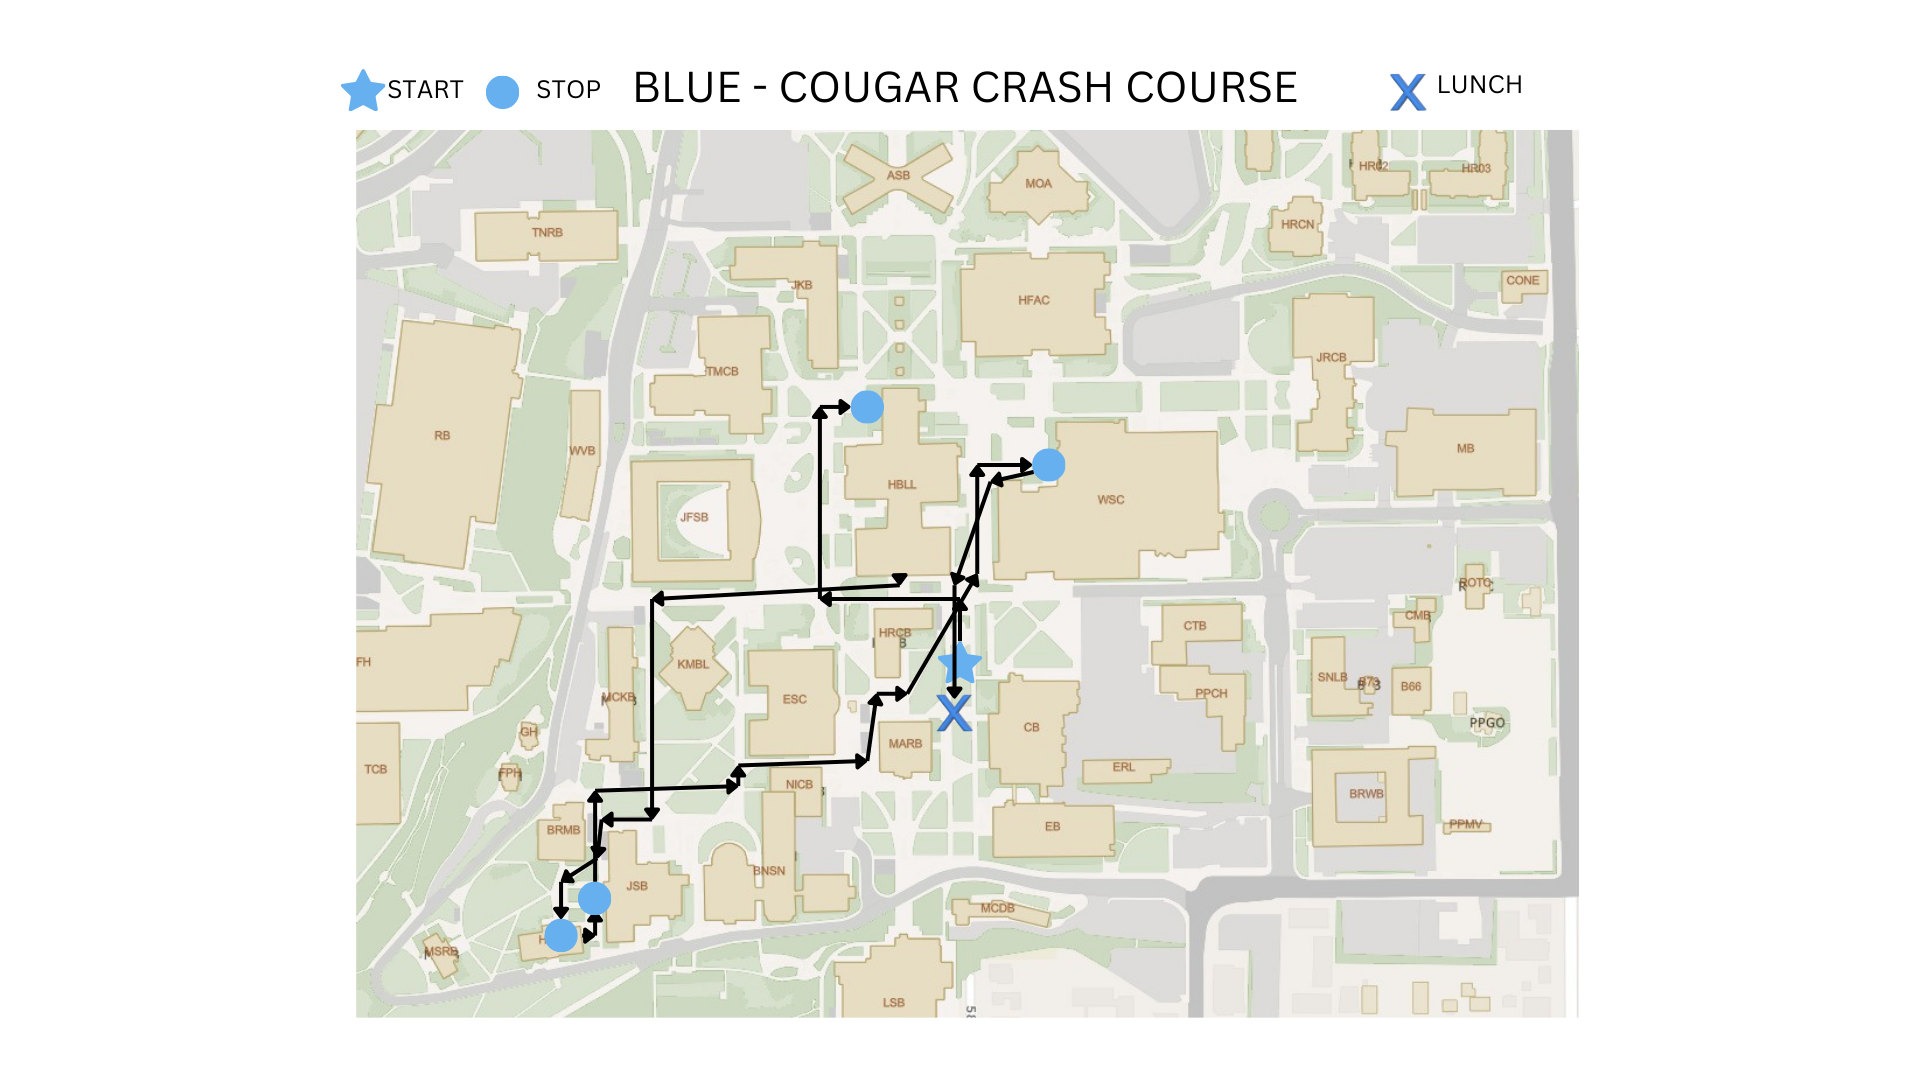 START
STOP
BLUE - COUGAR CRASH COURSE
LUNCH
ASB
MOA
HR02
HR03
TNRB
HRCN
JKB
HFAC
CONE
TMCB
JRCB
RB
WVB
MB
HBLL
WSC
JFSB
ROTC
CMB
HRCB
CTB
FH
KMBL
MCKB
ESC
PPCH
SNLB
B73
B66
PPGO
GH
CB
MARB
TCB
FPH
NICB
ERL
BRWB
BRMB
EB
PPMV
JSB
BNSN
MCDB
H
MSRB
LSB